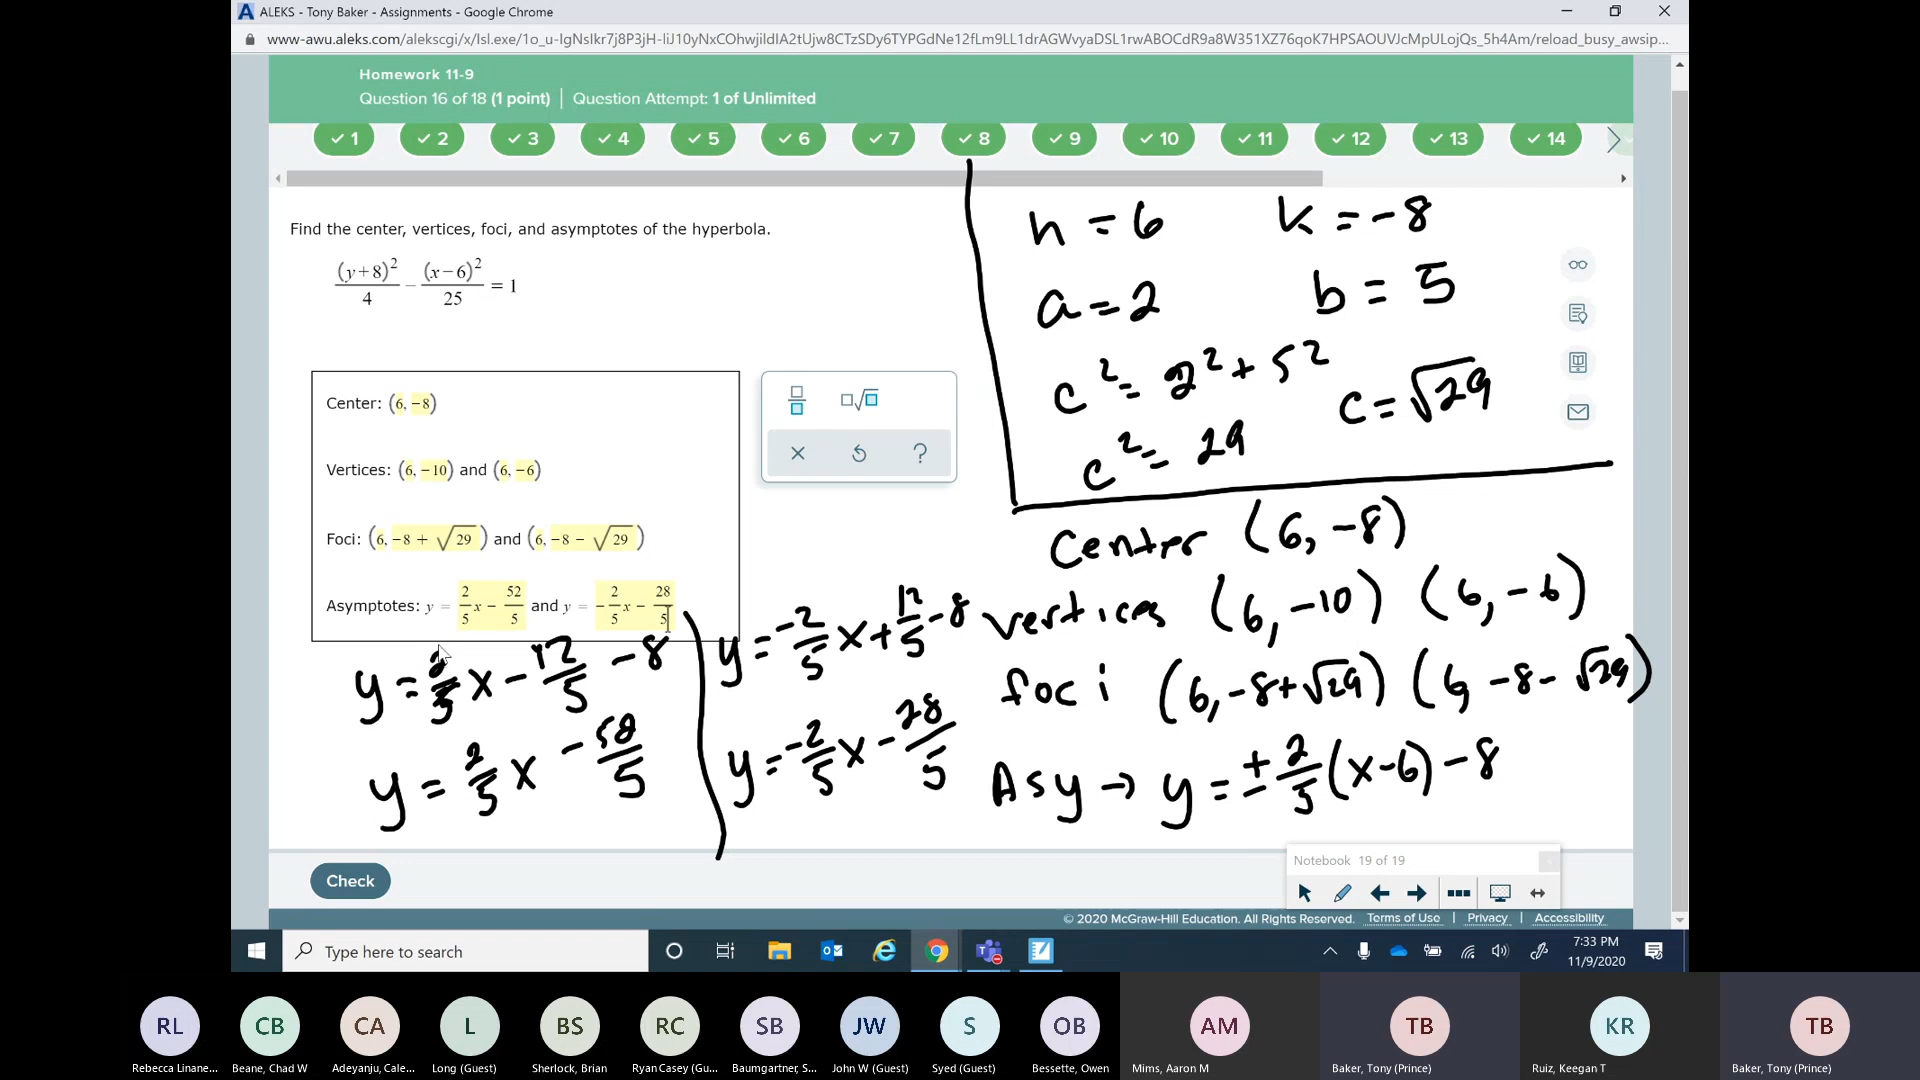 ALEKS - Tony Baker - Assignments - Google Chrome
Homework 11-9
Question 16 of 18 (1 point) | Question Attempt: 1 of Unlimited
✓ 1 ✓ 2 ✓ 3 ✓ 4 ✓ 5 ✓ 6 ✓ 7 ✓ 8 ✓ 9 ✓ 10 ✓ 11 ✓ 12 ✓ 13 ✓ 14
Find the center, vertices, foci, and asymptotes of the hyperbola.
(y+8)²/4 − (x−6)²/25 = 1
Center: (6, −8)
Vertices: (6, −10) and (6, −6)
Foci: (6, −8 + √29) and (6, −8 − √29)
Asymptotes: y = 2/5 x − 52/5 and y = −2/5 x − 28/5
h = 6 k = -8
a = 2 b = 5
c² = 2² + 5²
c = √29
c² = 29
Center (6, -8)
vertices (6, -10) (6, -6)
foci (6, -8+√29) (6, -8-√29)
Asy → y = ± 2/5 (x-6) -8
y = 2/5 x - 12/5 - 8
y = 2/5 x - 58/5
y = -2/5 x + 12/5 - 8
y = -2/5 x - 28/5
Check
Notebook 19 of 19
© 2020 McGraw-Hill Education. All Rights Reserved. Terms of Use | Privacy | Accessibility
Type here to search
7:33 PM
11/9/2020
RL CB CA L BS RC SB JW S OB AM TB KR TB
Rebecca Linane... Beane, Chad W Adeyanju, Cale... Long (Guest) Sherlock, Brian Ryan Casey (Gu... Baumgartner, S... John W (Guest) Syed (Guest) Bessette, Owen Mims, Aaron M Baker, Tony (Prince) Ruiz, Keegan T Baker, Tony (Prince)